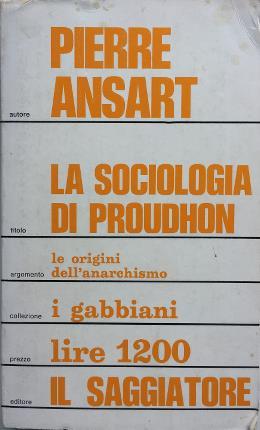 PIERRE
ANSART
autore
LA SOCIOLOGIA
DI PROUDHON
titolo
le origini
dell'anarchismo
argomento
i gabbiani
collezione
lire 1200
prezzo
IL SAGGIATORE
editore